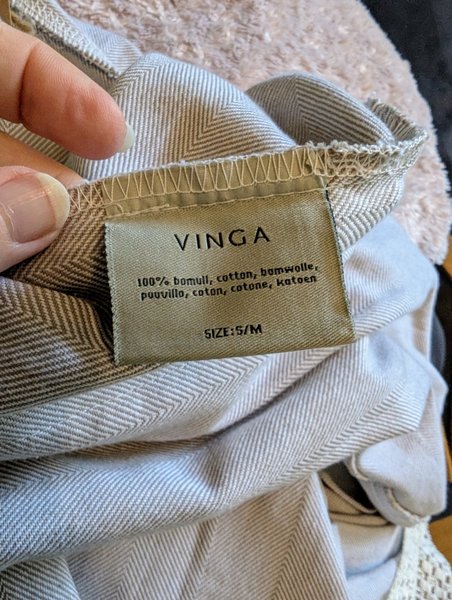 VINGA
100% bomull, cotton, bamwolle,
puuvilla, coton, cotone, katoen
SIZE: S/M